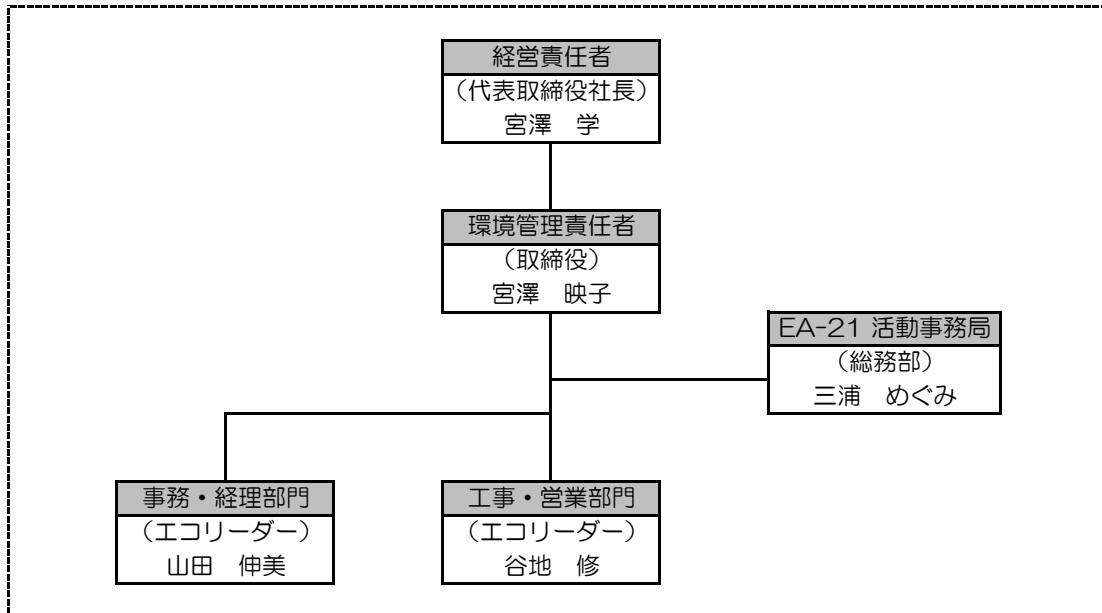 経営責任者
（代表取締役社長）
宮澤　学
環境管理責任者
（取締役）
宮澤　映子
EA-21 活動事務局
（総務部）
三浦　めぐみ
事務・経理部門
（エコリーダー）
山田　伸美
工事・営業部門
（エコリーダー）
谷地　修